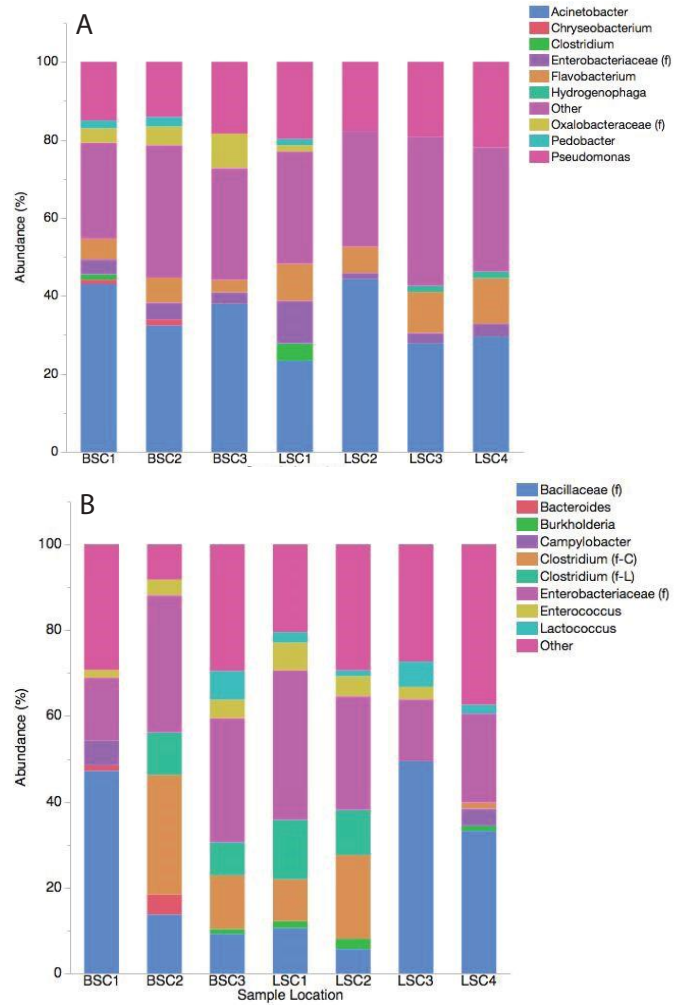 A
Acinetobacter
Chryseobacterium
Clostridium
Enterobacteriaceae (f)
Flavobacterium
Hydrogenophaga
Other
Oxalobacteraceae (f)
Pedobacter
Pseudomonas
Abundance (%)
100
80
60
40
20
0
BSC1 BSC2 BSC3 LSC1 LSC2 LSC3 LSC4
B
Bacillaceae (f)
Bacteroides
Burkholderia
Campylobacter
Clostridium (f-C)
Clostridium (f-L)
Enterobacteriaceae (f)
Enterococcus
Lactococcus
Other
Abundance (%)
100
80
60
40
20
0
BSC1 BSC2 BSC3 LSC1 LSC2 LSC3 LSC4
Sample Location